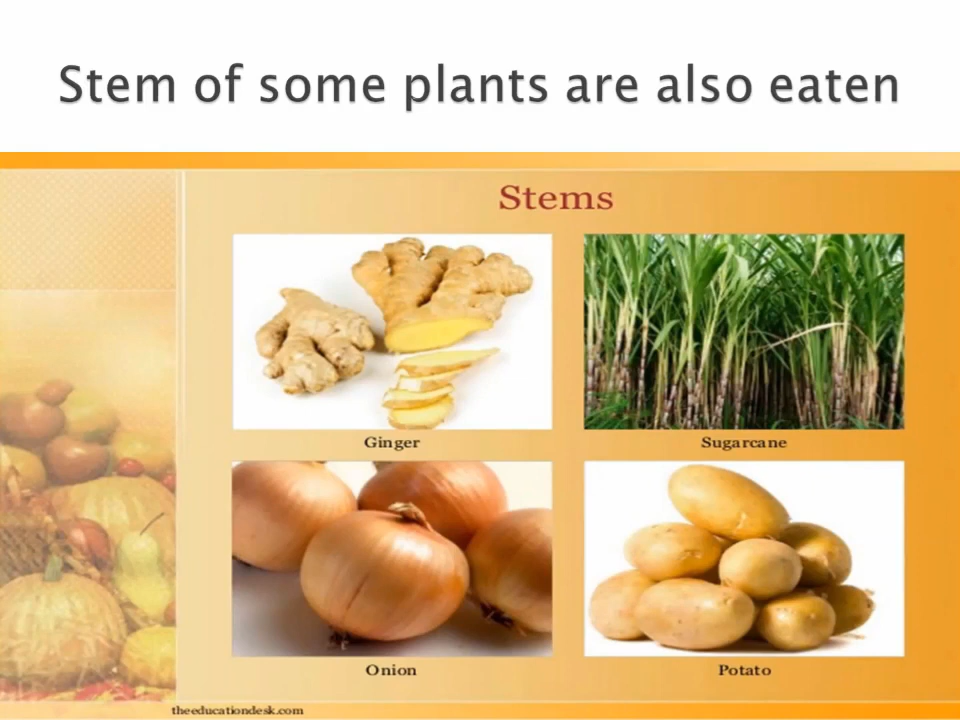 Stem of some plants are also eaten
Stems
Ginger
Sugarcane
Onion
Potato
theeducationdesk.com